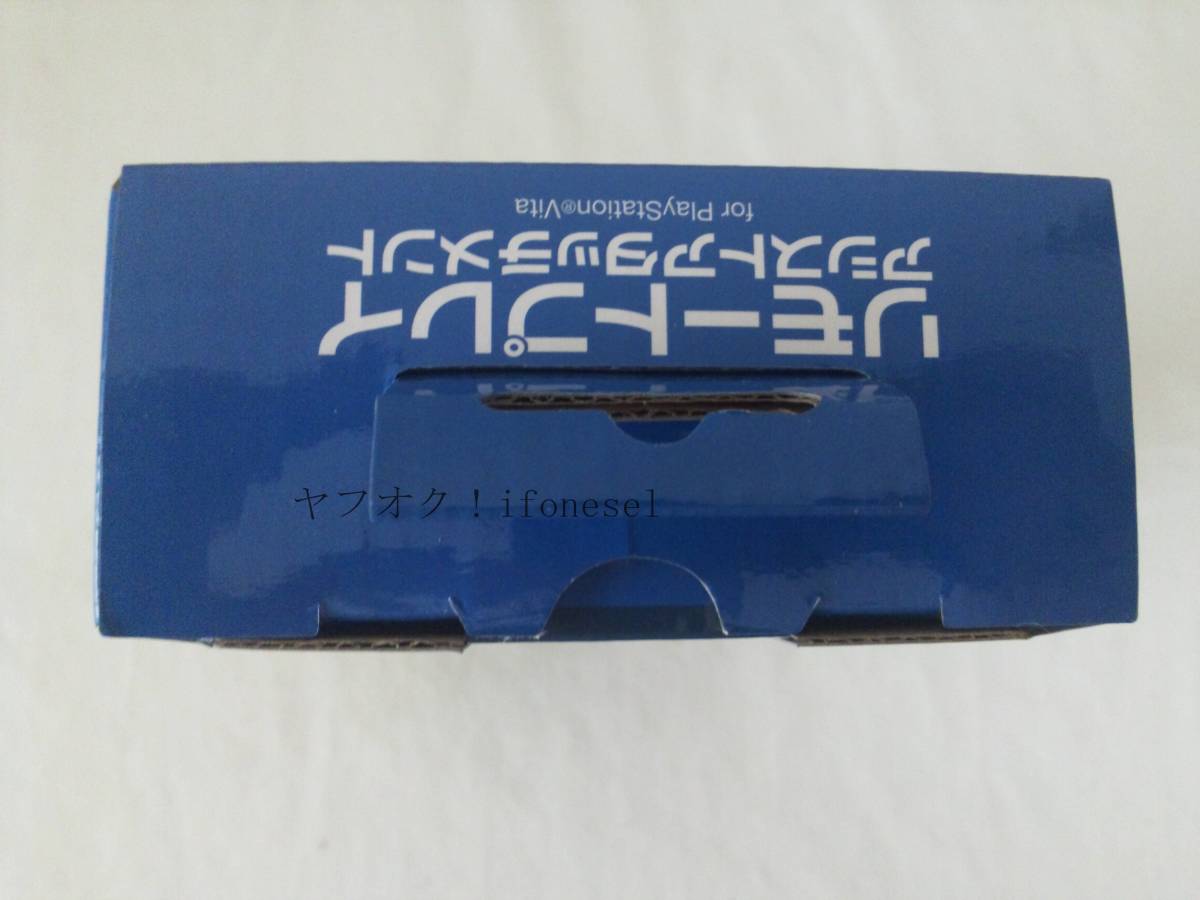 リモートプレイ
アシストアタッチメント
for PlayStation®Vita
ヤフオク！ifonesel